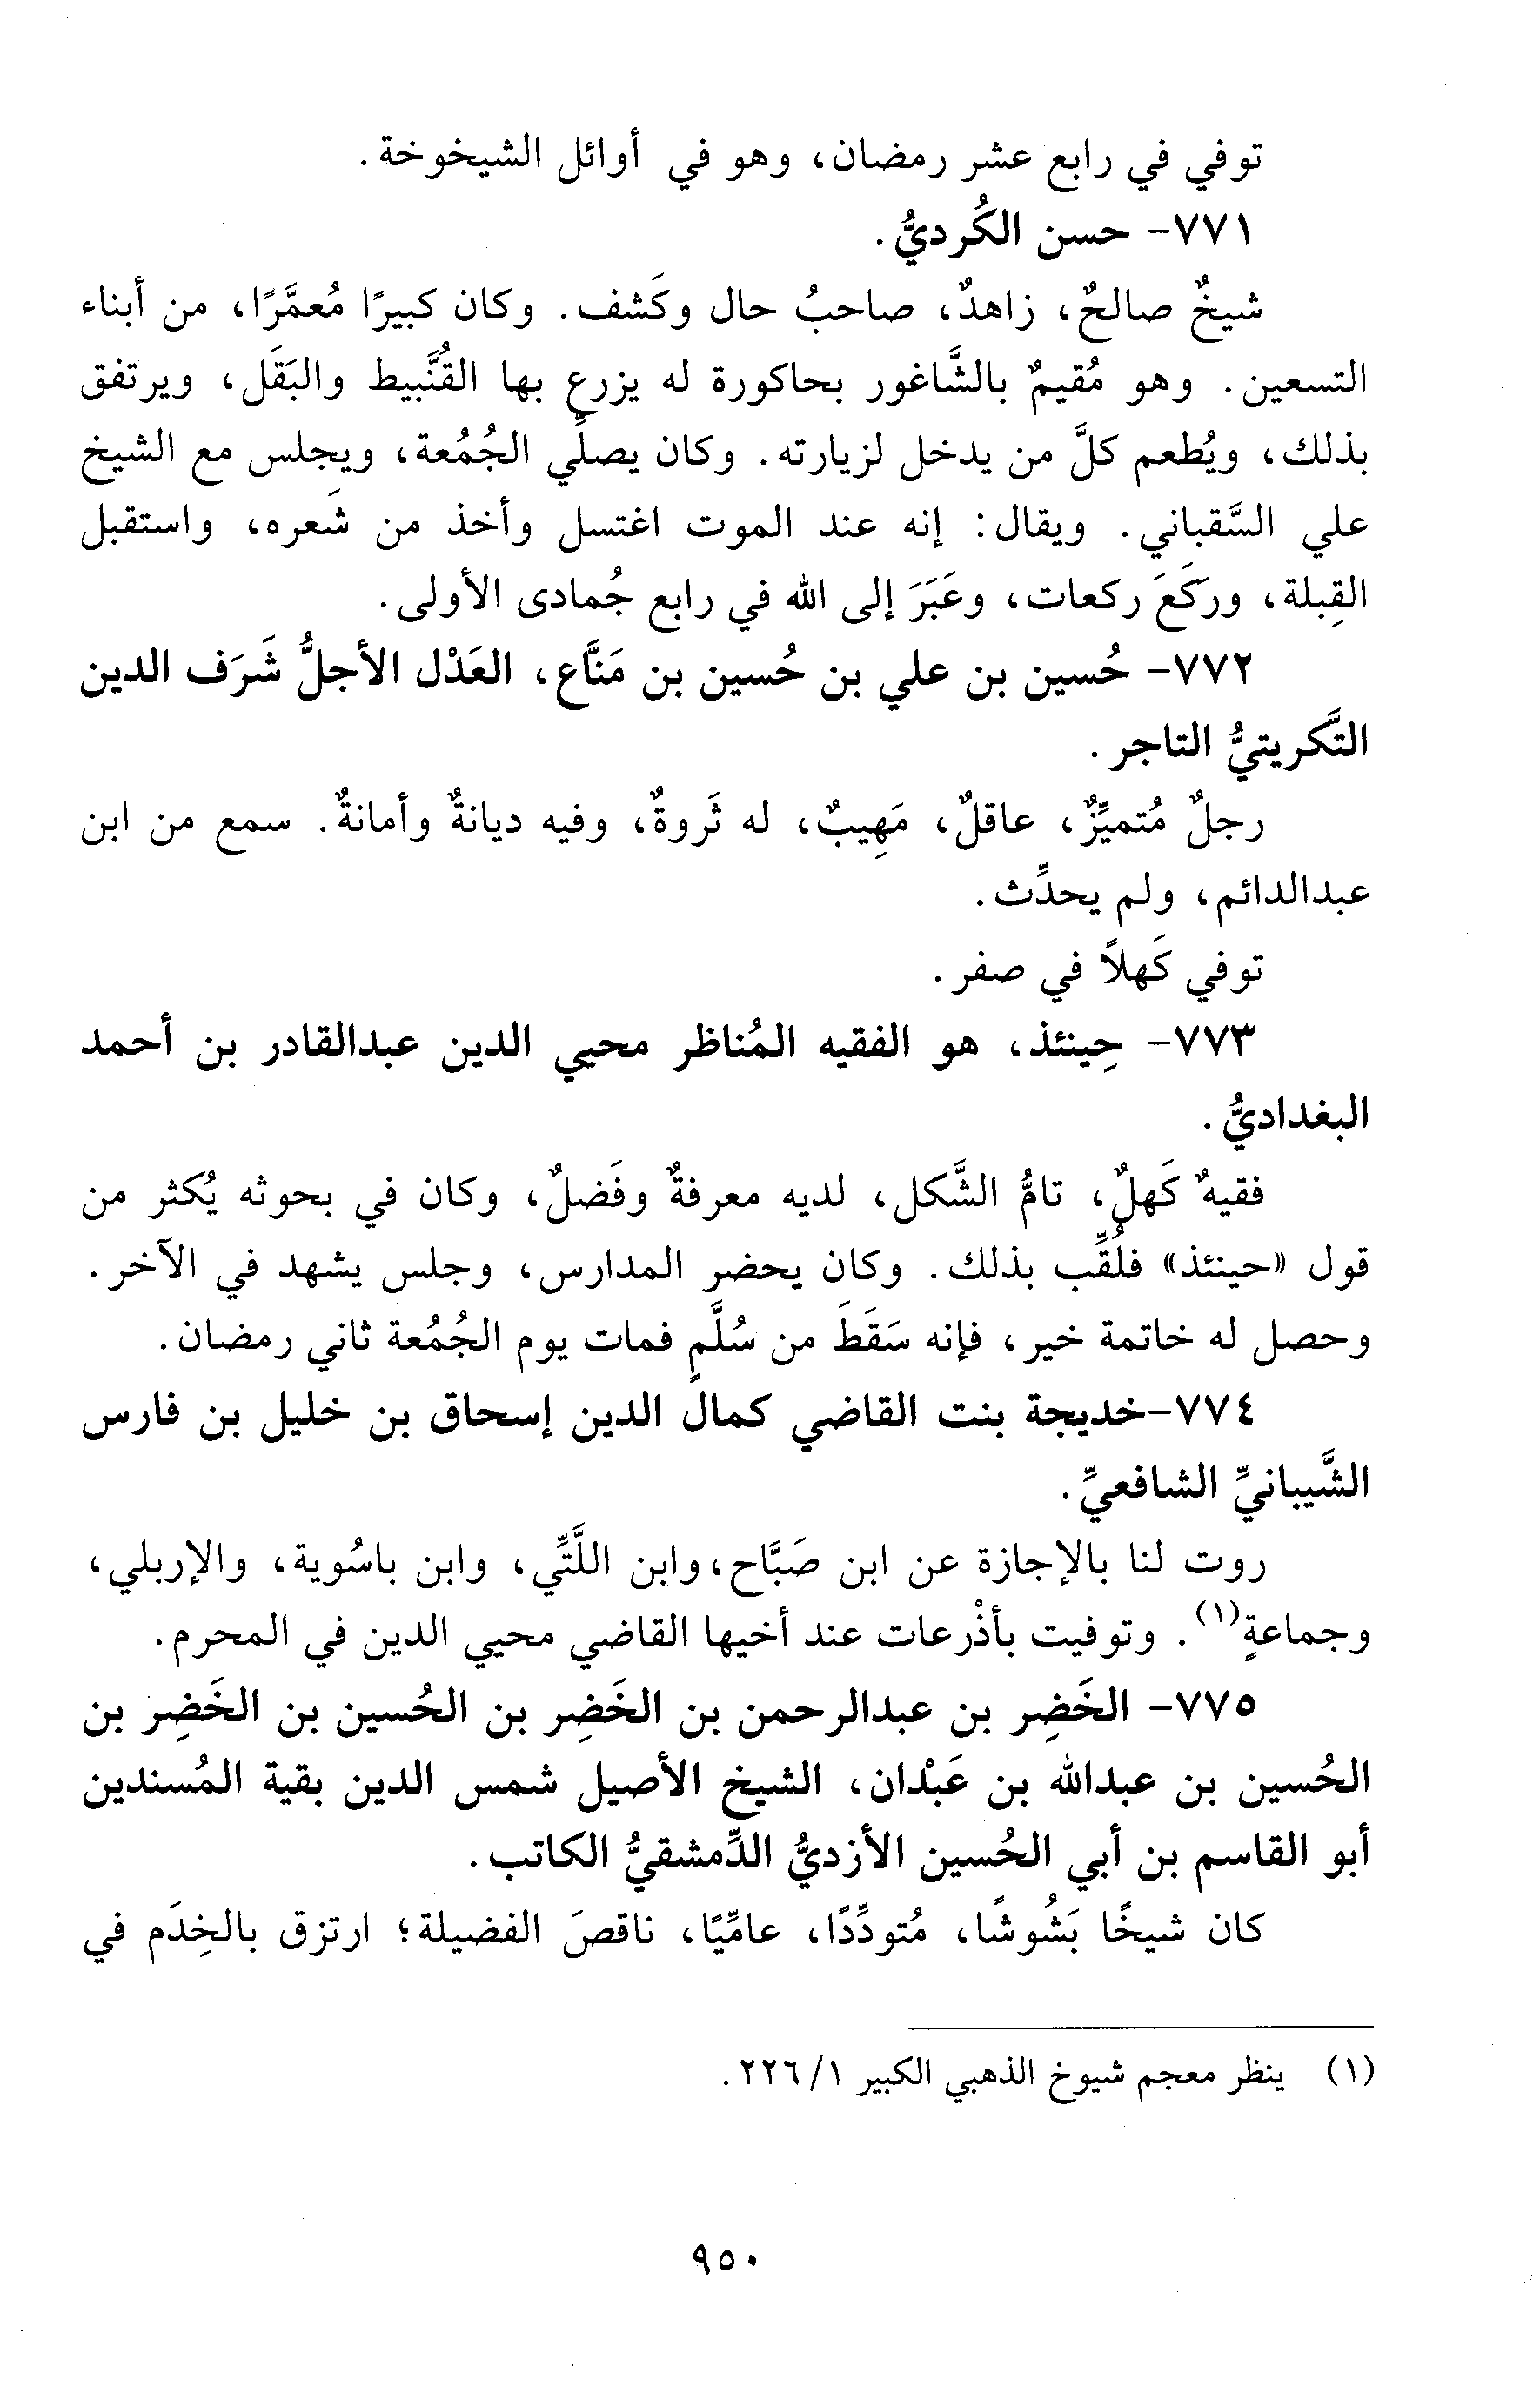 توفي في رابع عشر رمضان، وهو في أوائل الشيخوخة.
٧٧١- حسن الكُرديُّ.
شيخٌ صالحٌ، زاهدٌ، صاحبُ حال وكَشف. وكان كبيرًا مُعمَّرًا، من أبناء
التسعين. وهو مُقيمٌ بالشَّاغور بحاكورة له يزرع بها القُنَّبيط والبَقَل، ويرتفق
بذلك، ويُطعم كلَّ من يدخل لزيارته. وكان يصلِّي الجُمُعة، ويجلس مع الشيخ
علي السَّقباني. ويقال: إنه عند الموت اغتسل وأخذ من شَعره، واستقبل
القِبلة، وركَعَ ركعات، وعَبَرَ إلى الله في رابع جُمادى الأولى.
٧٧٢- حُسين بن علي بن حُسين بن مَنَّاع، العَدْل الأجلُّ شَرَف الدين
التَّكريتيُّ التاجر.
رجلٌ مُتميِّزٌ، عاقلٌ، مَهِيبٌ، له ثَروةٌ، وفيه ديانةٌ وأمانةٌ. سمع من ابن
عبدالدائم، ولم يحدِّث.
توفي كَهلاً في صفر.
٧٧٣- حِينئذ، هو الفقيه المُناظر محيي الدين عبدالقادر بن أحمد
البغداديُّ.
فقيهٌ كَهلٌ، تامُّ الشَّكل، لديه معرفةٌ وفَضلٌ، وكان في بحوثه يُكثر من
قول «حينئذ» فلُقِّب بذلك. وكان يحضر المدارس، وجلس يشهد في الآخر.
وحصل له خاتمة خير، فإنه سَقَطَ من سُلَّمٍ فمات يوم الجُمُعة ثاني رمضان.
٧٧٤-خديجة بنت القاضي كمال الدين إسحاق بن خليل بن فارس
الشَّيبانيِّ الشافعيِّ.
روت لنا بالإجازة عن ابن صَبَّاح،وابن اللَّتِّي، وابن باسُوية، والإربلي،
وجماعةٍ(١). وتوفيت بأذْرعات عند أخيها القاضي محيي الدين في المحرم.
٧٧٥- الخَضِر بن عبدالرحمن بن الخَضِر بن الحُسين بن الخَضِر بن
الحُسين بن عبدالله بن عَبْدان، الشيخ الأصيل شمس الدين بقية المُسندين
أبو القاسم بن أبي الحُسين الأزديُّ الدِّمشقيُّ الكاتب.
كان شيخًا بَشُوشًا، مُتودِّدًا، عامِّيًا، ناقصَ الفضيلة؛ ارتزق بالخِدَم في
(١) ينظر معجم شيوخ الذهبي الكبير ١/ ٢٢٦.
٩٥٠